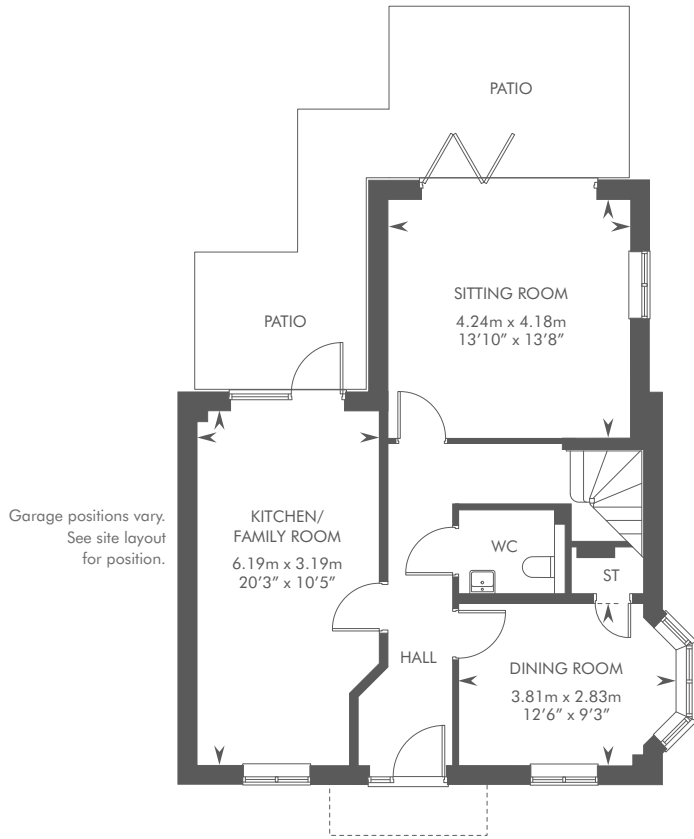 PATIO
SITTING ROOM
4.24m x 4.18m
13’10” x 13’8”
PATIO
Garage positions vary.
See site layout
for position.
KITCHEN/
FAMILY ROOM
6.19m x 3.19m
20’3” x 10’5”
WC
ST
HALL
DINING ROOM
3.81m x 2.83m
12’6” x 9’3”